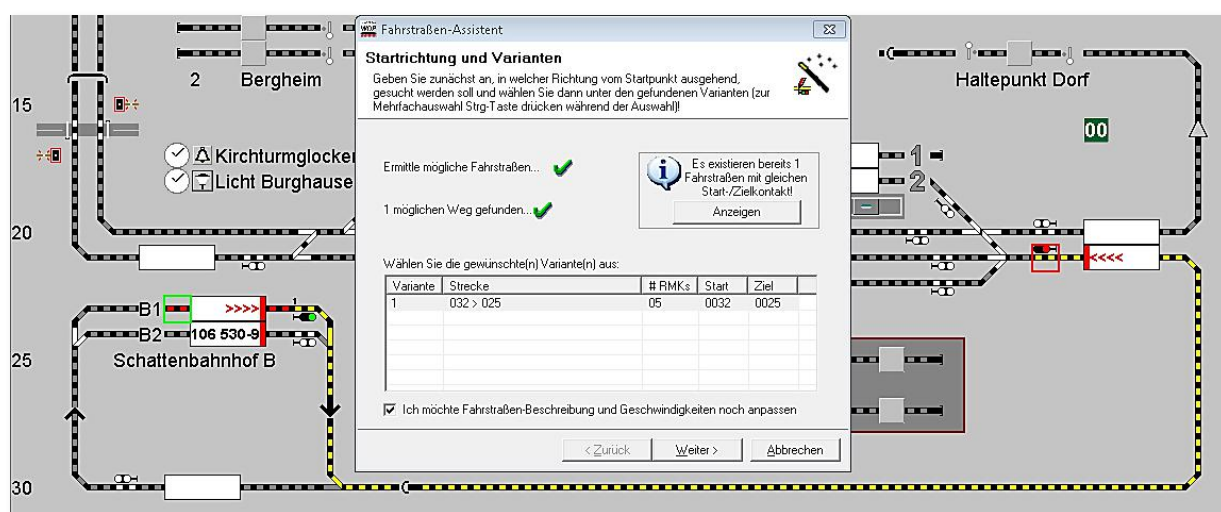 WDP Fahrstraßen-Assistent
Startrichtung und Varianten
Geben Sie zunächst an, in welcher Richtung vom Startpunkt ausgehend,
gesucht werden soll und wählen Sie dann unter den gefundenen Varianten (zur
Mehrfachauswahl Strg-Taste drücken während der Auswahl)!
Ermittle mögliche Fahrstraßen...
1 möglichen Weg gefunden...
Es existieren bereits 1
Fahrstraßen mit gleichen
Start-/Zielkontakt!
Anzeigen
Wählen Sie die gewünschte(n) Variante(n) aus:
Variante Strecke # RMKs Start Ziel
1 032 > 025 05 0032 0025
Ich möchte Fahrstraßen-Beschreibung und Geschwindigkeiten noch anpassen
< Zurück Weiter > Abbrechen
2 Bergheim
Haltepunkt Dorf
15
00
Kirchturmglocke
Licht Burghause
1
2
20
<<<<
B1 >>>> 1
B2 106 530-9
Schattenbahnhof B
25
30